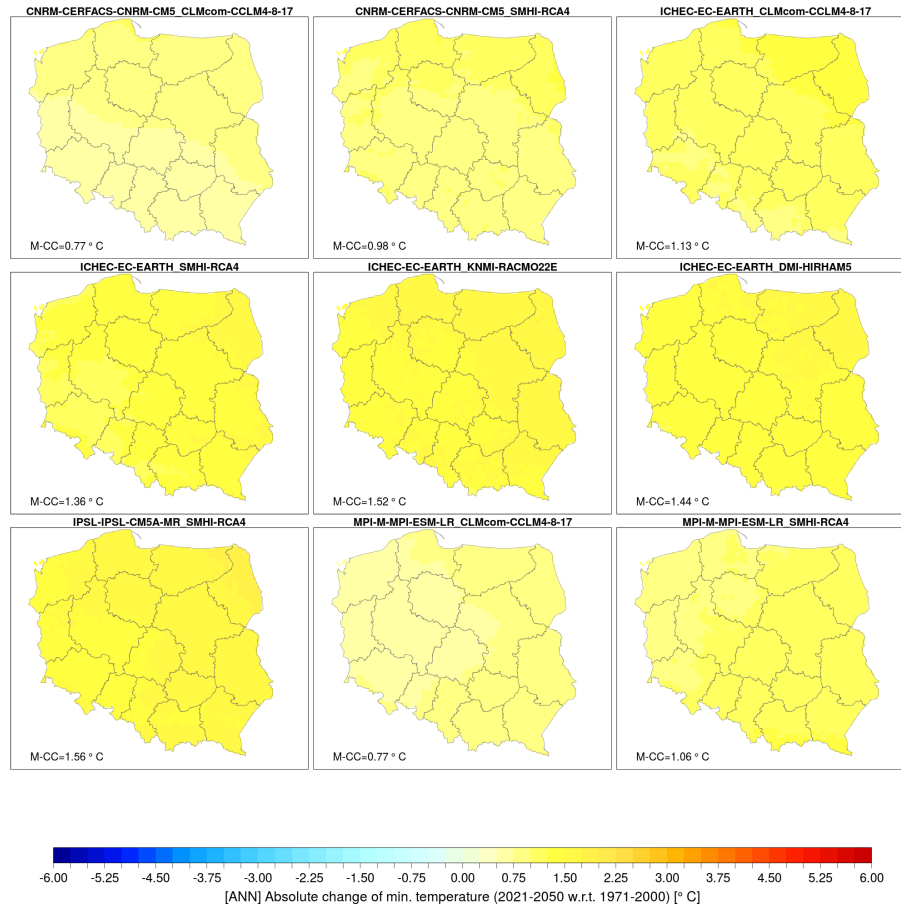 CNRM-CERFACS-CNRM-CM5_CLMcom-CCLM4-8-17
CNRM-CERFACS-CNRM-CM5_SMHI-RCA4
ICHEC-EC-EARTH_CLMcom-CCLM4-8-17
M-CC=0.77 ° C
M-CC=0.98 ° C
M-CC=1.13 ° C
ICHEC-EC-EARTH_SMHI-RCA4
ICHEC-EC-EARTH_KNMI-RACMO22E
ICHEC-EC-EARTH_DMI-HIRHAM5
M-CC=1.36 ° C
M-CC=1.52 ° C
M-CC=1.44 ° C
IPSL-IPSL-CM5A-MR_SMHI-RCA4
MPI-M-MPI-ESM-LR_CLMcom-CCLM4-8-17
MPI-M-MPI-ESM-LR_SMHI-RCA4
M-CC=1.56 ° C
M-CC=0.77 ° C
M-CC=1.06 ° C
-6.00 -5.25 -4.50 -3.75 -3.00 -2.25 -1.50 -0.75 0.00 0.75 1.50 2.25 3.00 3.75 4.50 5.25 6.00
[ANN] Absolute change of min. temperature (2021-2050 w.r.t. 1971-2000) [° C]